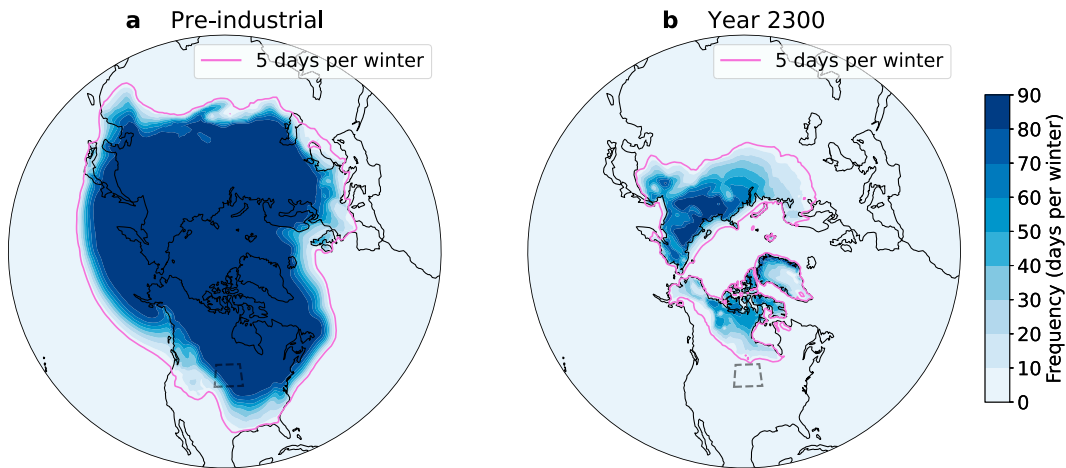 a Pre-industrial
5 days per winter
b Year 2300
5 days per winter
90
80
70
60
50
40
30
20
10
0
Frequency (days per winter)